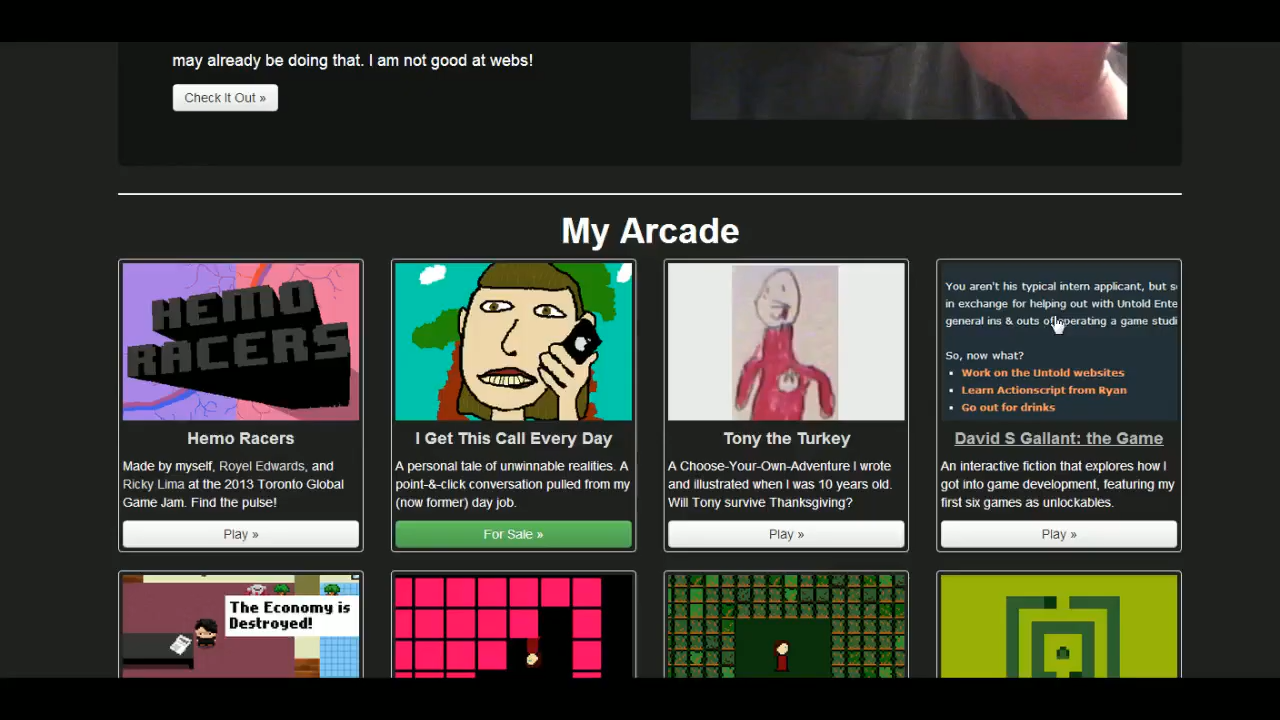 may already be doing that. I am not good at webs!
Check It Out »
My Arcade
HEMO
RACERS
You aren't his typical intern applicant, but
in exchange for helping out with Untold
general ins & outs of operating a game
So, now what?
Work on the Untold websites
Learn Actionscript from Ryan
Go out for drinks
Hemo Racers
I Get This Call Every Day
Tony the Turkey
David S Gallant: the Game
Made by myself, Royel Edwards, and
Ricky Lima at the 2013 Toronto Global
Game Jam. Find the pulse!
A personal tale of unwinnable realities. A
point-&-click conversation pulled from my
(now former) day job.
A Choose-Your-Own-Adventure I wrote
and illustrated when I was 10 years old.
Will Tony survive Thanksgiving?
An interactive fiction that explores how I
got into game development, featuring my
first six games as unlockables.
Play »
For Sale »
Play »
Play »
The Economy is
Destroyed!